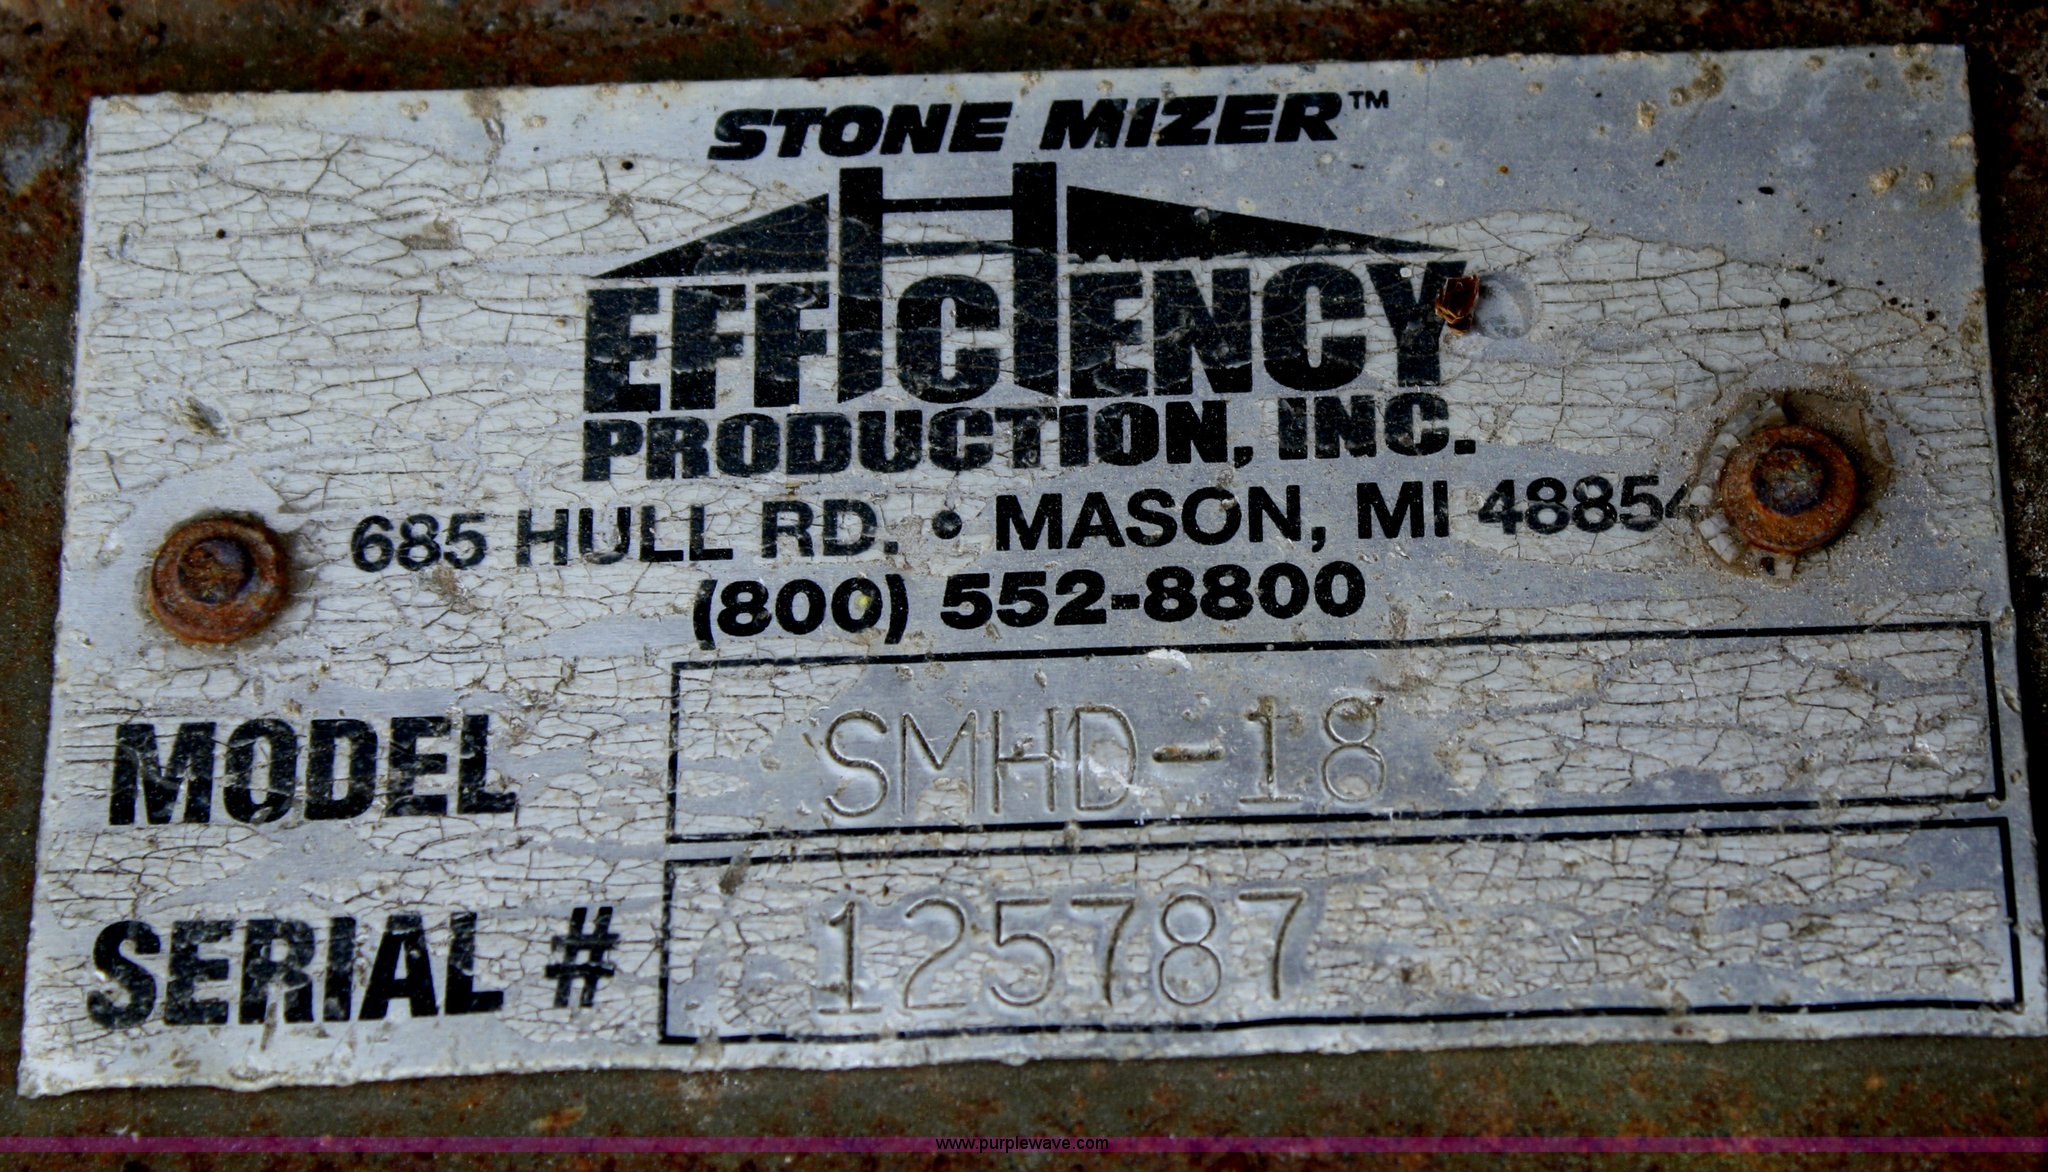 STONE MIZER™
EFFICIENCY
PRODUCTION, INC.
685 HULL RD. • MASON, MI 48854
(800) 552-8800
MODEL SMHD-18
SERIAL # 125787
www.purplewave.com